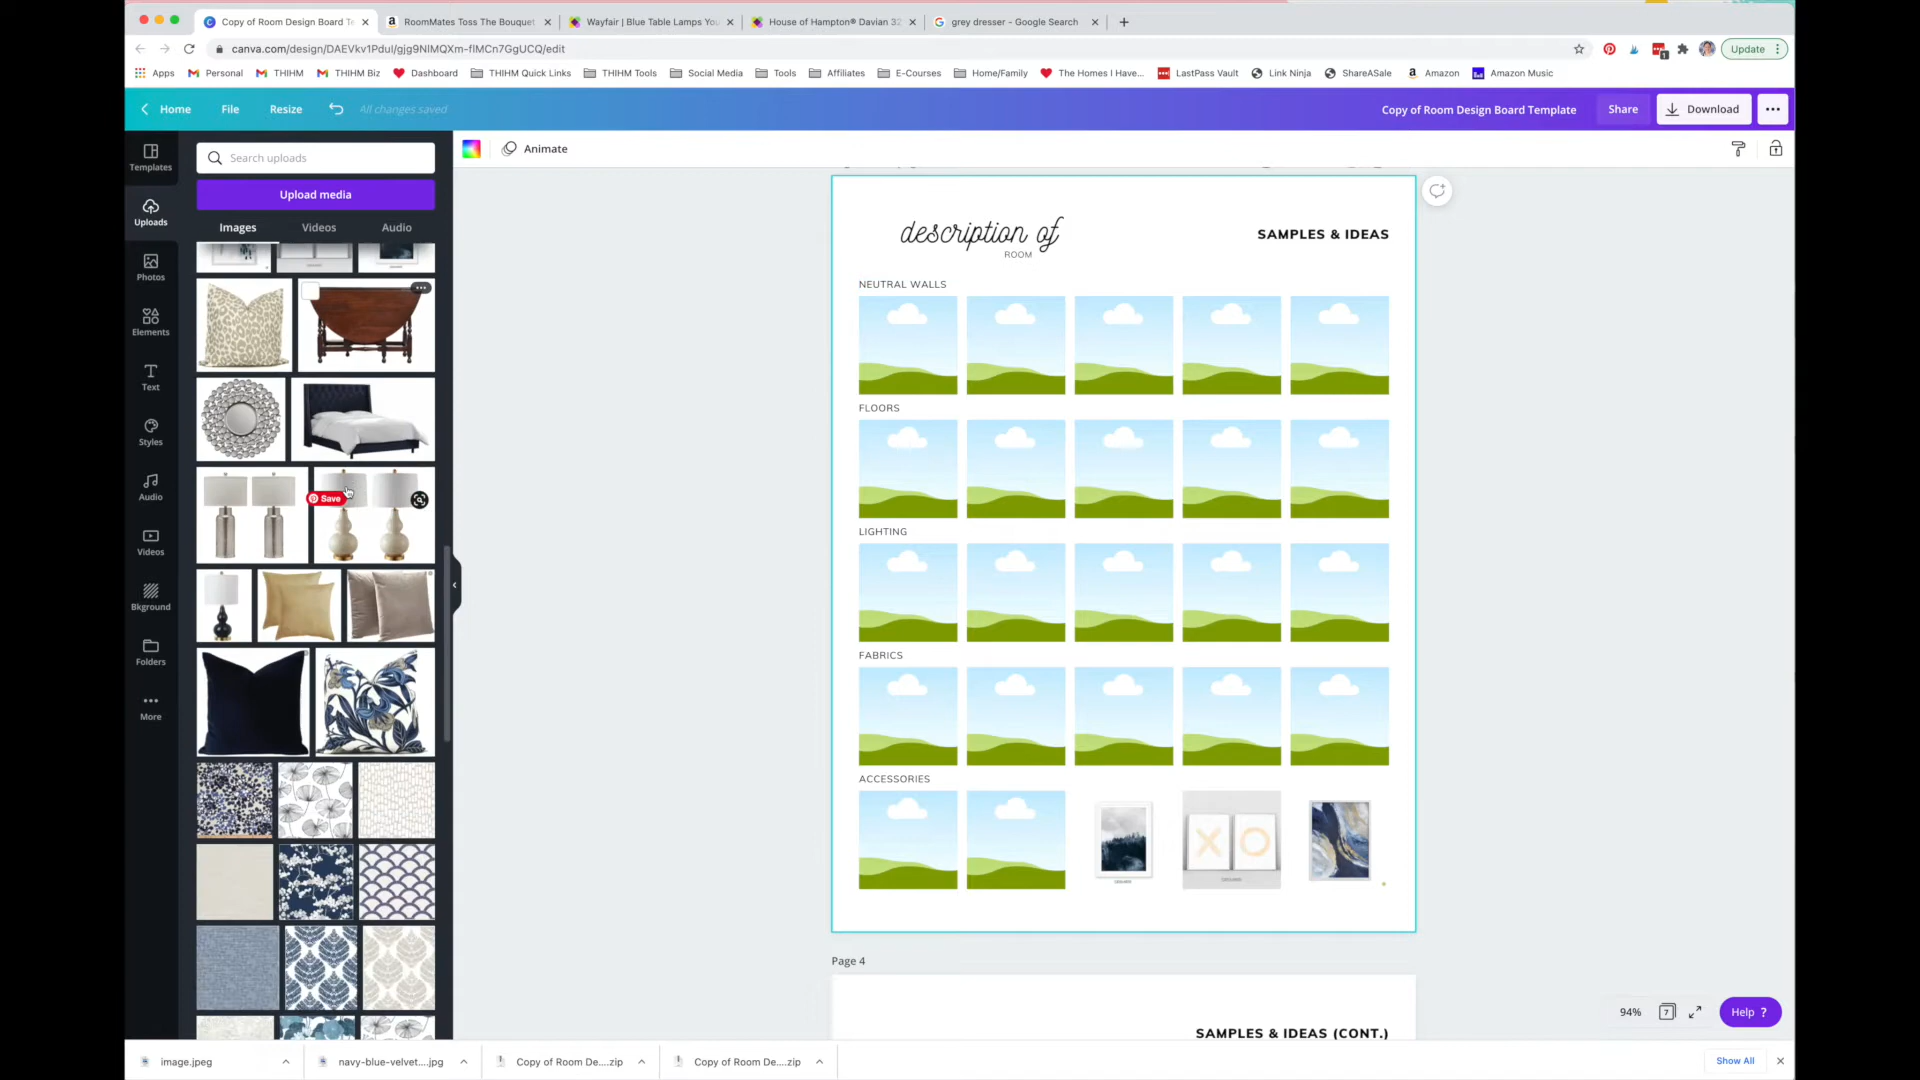 Copy of Room Design Board Te
RoomMates Toss The Bouquet
Wayfair | Blue Table Lamps You
House of Hampton® Davian 32
grey dresser - Google Search
canva.com/design/DAEVkv1PduI/gjg9NlMQXm-flMCn7GgUCQ/edit
Update
Apps Personal THIHM THIHM Biz Dashboard THIHM Quick Links THIHM Tools Social Media Tools Affiliates E-Courses Home/Family The Homes I Have... LastPass Vault Link Ninja ShareASale Amazon Amazon Music
Home File Resize All changes saved
Copy of Room Design Board Template Share Download
Templates
Uploads
Photos
Elements
Text
Styles
Audio
Videos
Bkground
Folders
More
Search uploads
Upload media
Images Videos Audio
Save
Animate
description of
ROOM
SAMPLES & IDEAS
NEUTRAL WALLS
FLOORS
LIGHTING
FABRICS
ACCESSORIES
X O
Page 4
SAMPLES & IDEAS (CONT.)
94% 7 Help ?
image.jpeg
navy-blue-velvet....jpg
Copy of Room De....zip
Copy of Room De....zip
Show All